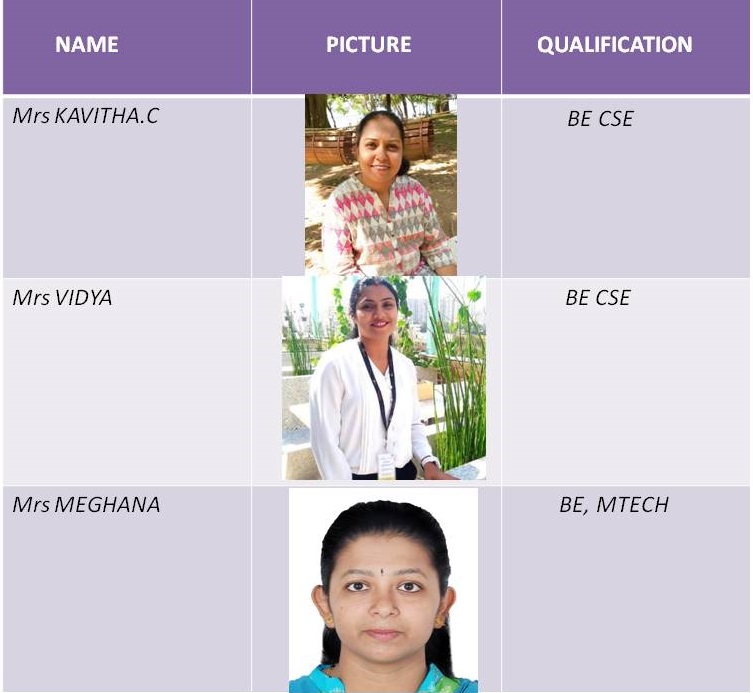 NAME PICTURE QUALIFICATION
Mrs KAVITHA.C BE CSE
Mrs VIDYA BE CSE
Mrs MEGHANA BE, MTECH